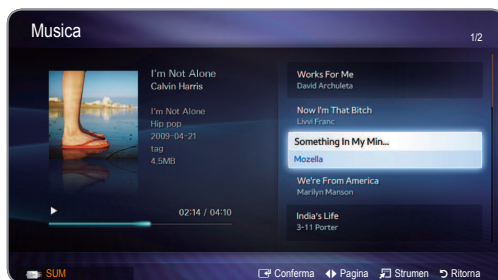 Musica
1/2
I'm Not Alone
Calvin Harris
I'm Not Alone
Hip pop
2009-04-21
tag
4,5MB
02:14 / 04:10
Works For Me
David Archuleta
Now I'm That Bitch
Livvi Franc
Something In My Min...
Mozella
We're From America
Marilyn Manson
India's Life
3-11 Porter
SUM
Conferma Pagina Strumen Ritorna